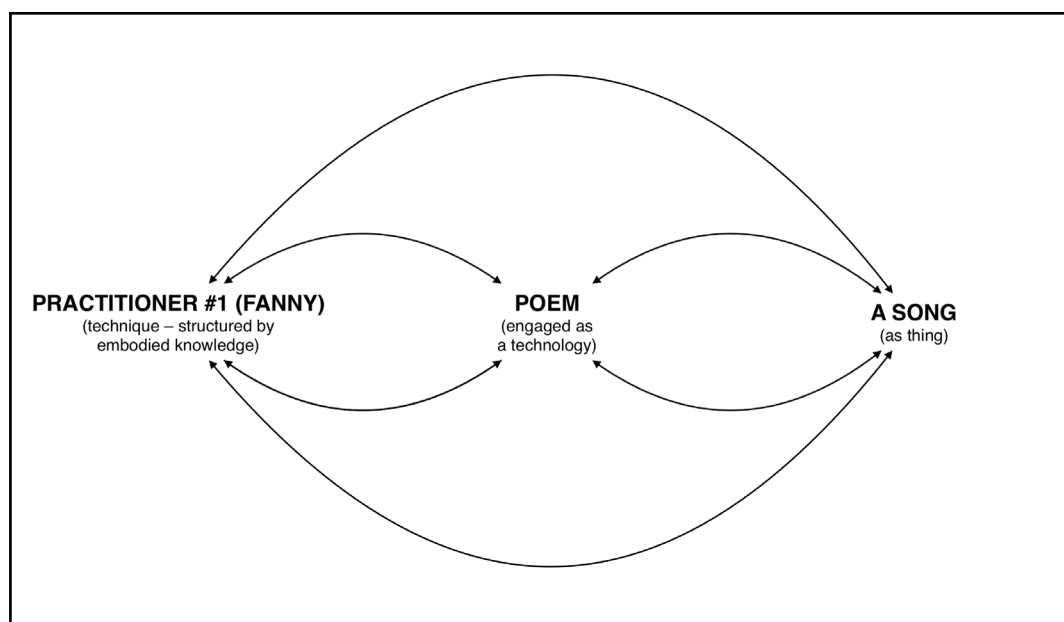 PRACTITIONER #1 (FANNY)
(technique – structured by
embodied knowledge)
POEM
(engaged as
a technology)
A SONG
(as thing)